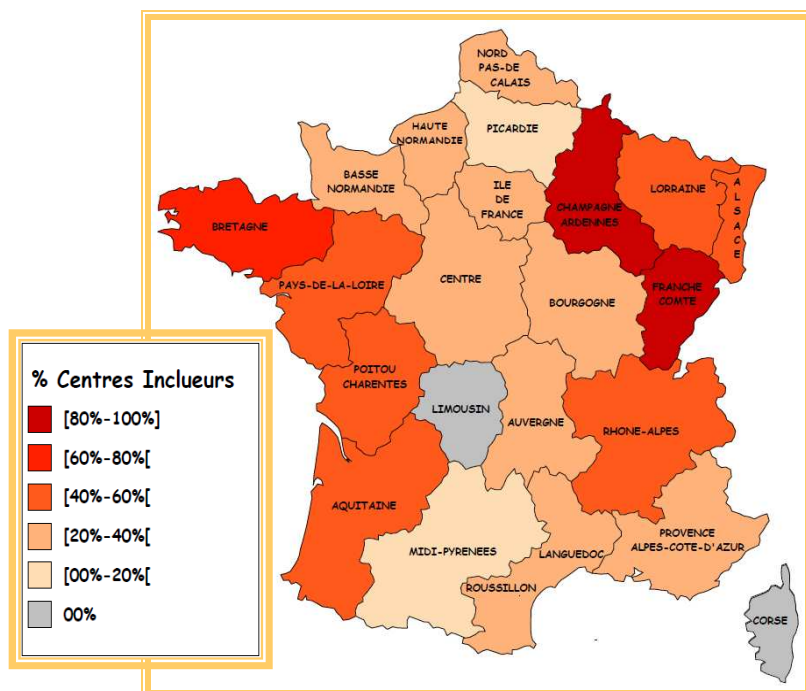 NORD
PAS-DE
CALAIS
HAUTE
NORMANDIE
PICARDIE
BASSE
NORMANDIE
ILE
DE
FRANCE
CHAMPAGNE
ARDENNES
LORRAINE
ALSACE
BRETAGNE
PAYS-DE-LA-LOIRE
CENTRE
BOURGOGNE
FRANCHE
COMTE
POITOU
CHARENTES
LIMOUSIN
AUVERGNE
RHONE-ALPES
AQUITAINE
MIDI-PYRENEES
LANGUEDOC
ROUSSILLON
PROVENCE
ALPES-COTE-D'AZUR
CORSE
% Centres Inclueurs
[80%-100%]
[60%-80%[
[40%-60%[
[20%-40%[
[00%-20%[
00%